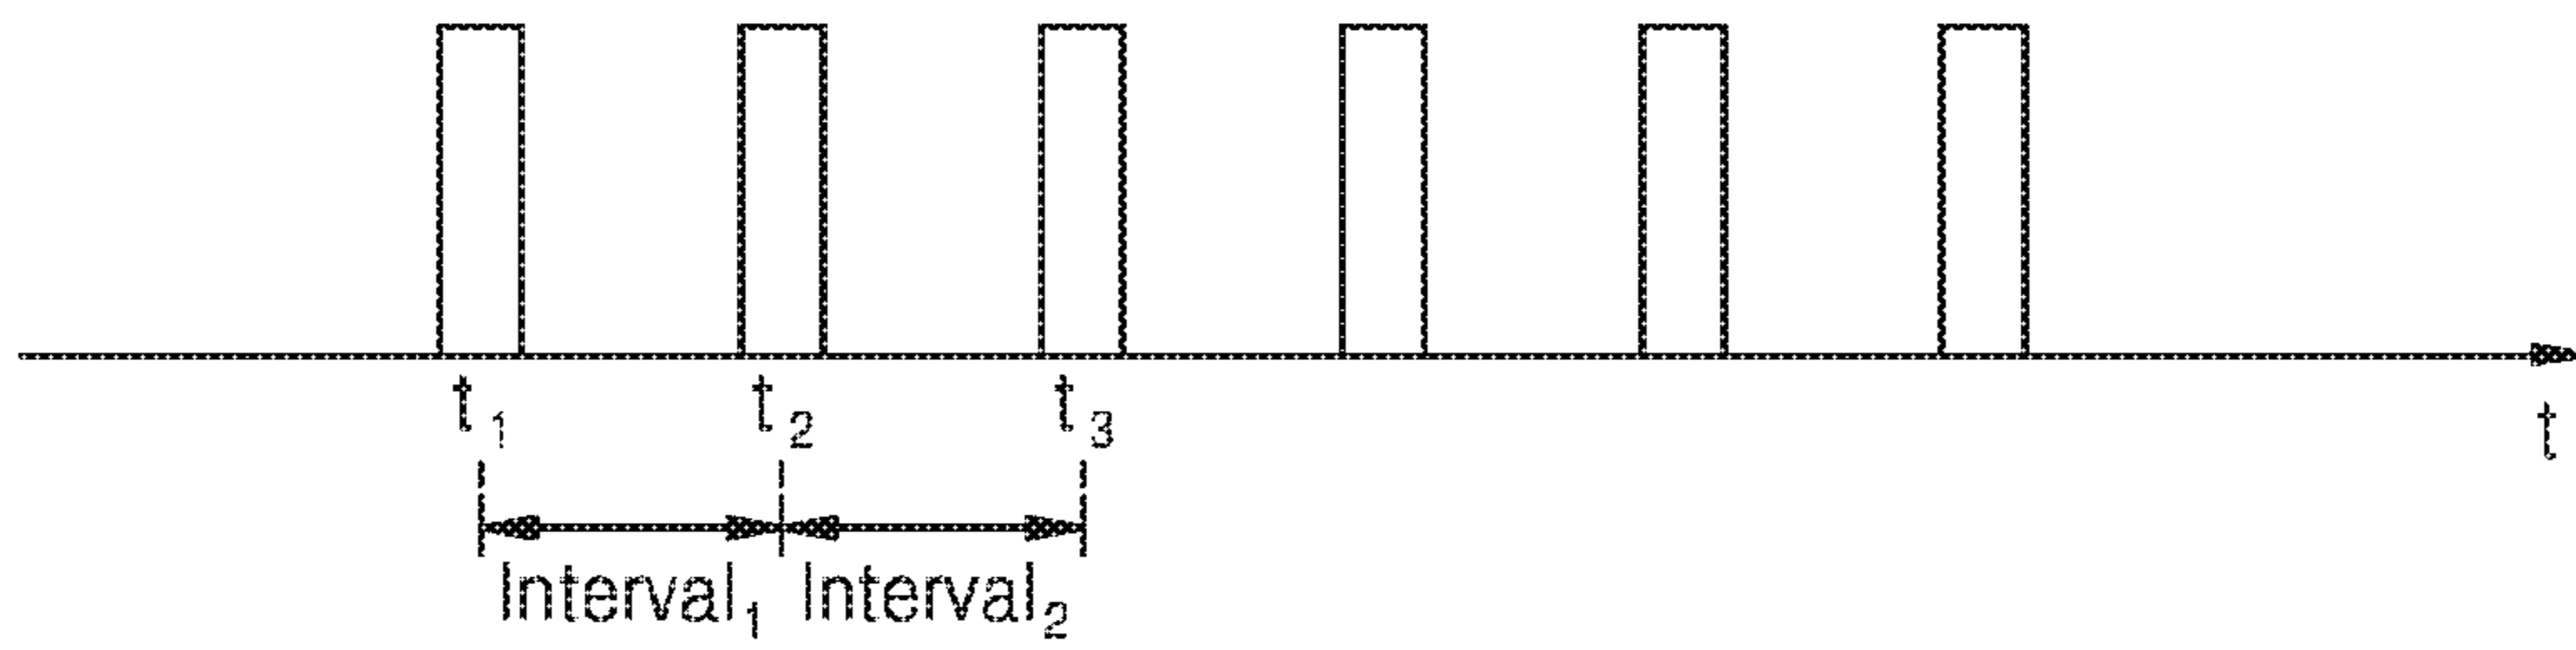 t₁ t₂ t₃ t
Interval₁ Interval₂